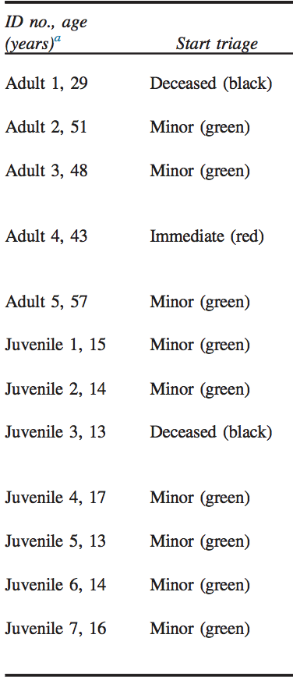 ID no., age
(years)a Start triage
Adult 1, 29 Deceased (black)
Adult 2, 51 Minor (green)
Adult 3, 48 Minor (green)
Adult 4, 43 Immediate (red)
Adult 5, 57 Minor (green)
Juvenile 1, 15 Minor (green)
Juvenile 2, 14 Minor (green)
Juvenile 3, 13 Deceased (black)
Juvenile 4, 17 Minor (green)
Juvenile 5, 13 Minor (green)
Juvenile 6, 14 Minor (green)
Juvenile 7, 16 Minor (green)